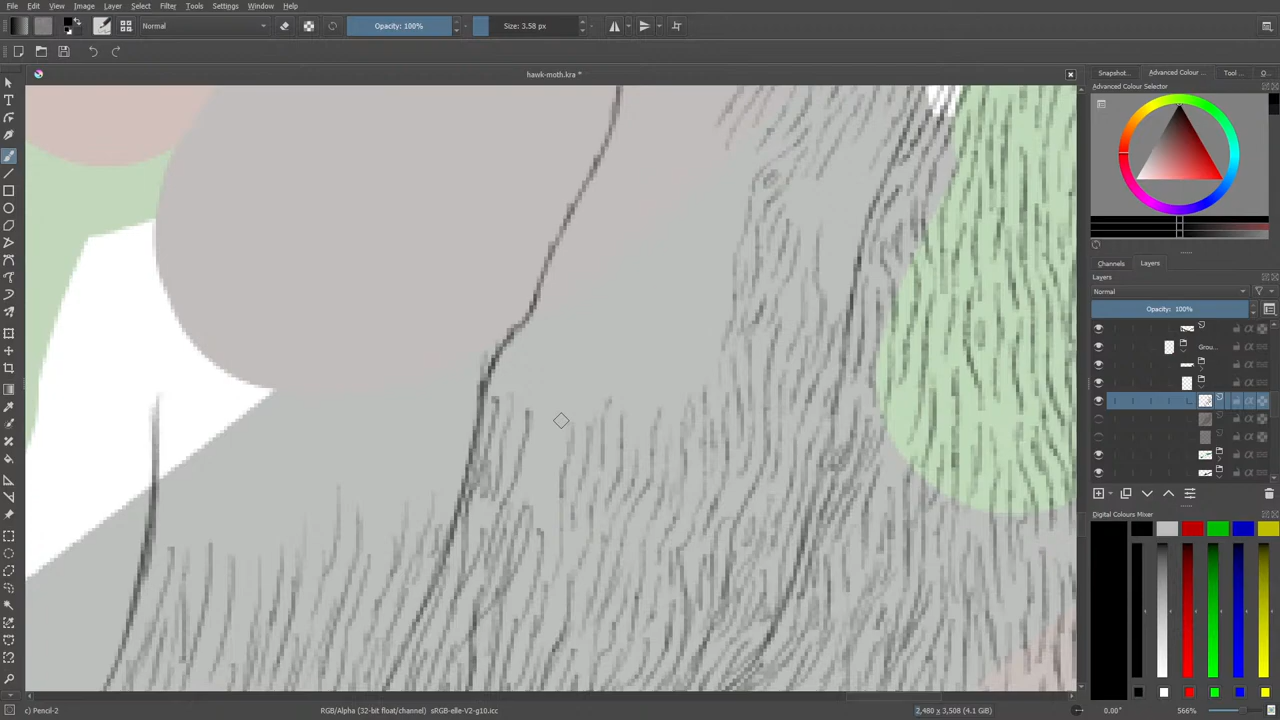 File Edit View Image Layer Select Filter Tools Settings Window Help
Normal Opacity: 100% Size: 3.58 px
hawk-moth.kra *
Snapshot... Advanced Colour ... Tool ... O...
Advanced Colour Selector
Channels Layers
Layers
Normal
Opacity: 100%
Grou...
Digital Colours Mixer
c) Pencil-2 RGB/Alpha (32-bit float/channel) sRGB-elle-V2-g10.icc 2,480 x 3,508 (4.1 GiB) 0.00° 566%